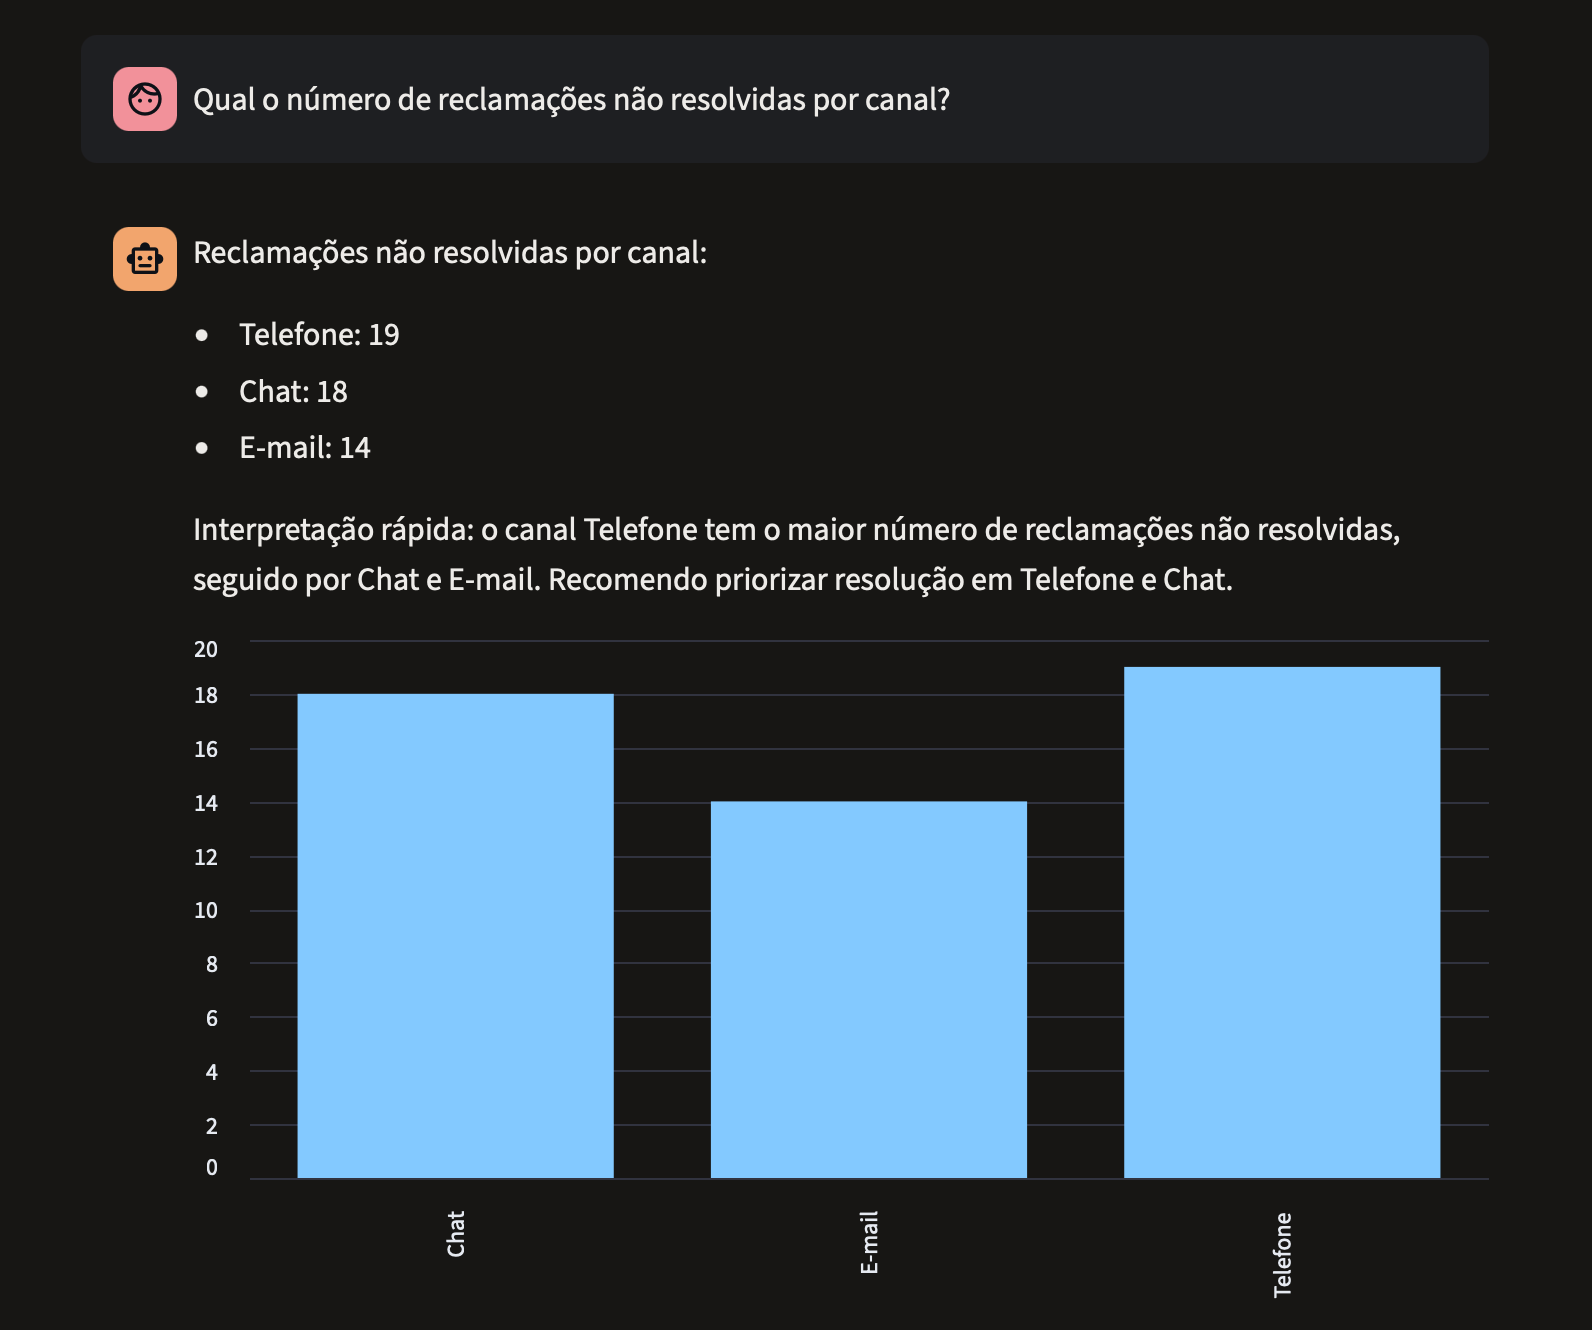 Qual o número de reclamações não resolvidas por canal?
Reclamações não resolvidas por canal:
• Telefone: 19
• Chat: 18
• E-mail: 14
Interpretação rápida: o canal Telefone tem o maior número de reclamações não resolvidas,
seguido por Chat e E-mail. Recomendo priorizar resolução em Telefone e Chat.
20
18
16
14
12
10
8
6
4
2
0
Chat
E-mail
Telefone